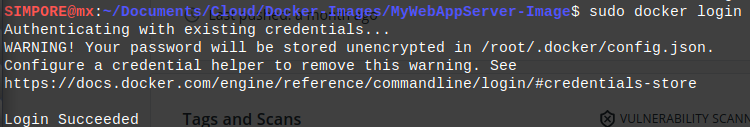 SIMPORE@mx:~/Documents/Cloud/Docker-Images/MyWebAppServer-Image$ sudo docker login
Authenticating with existing credentials...
WARNING! Your password will be stored unencrypted in /root/.docker/config.json.
Configure a credential helper to remove this warning. See
https://docs.docker.com/engine/reference/commandline/login/#credentials-store
Login Succeeded
Tags and Scans
VULNERABILITY SCANN